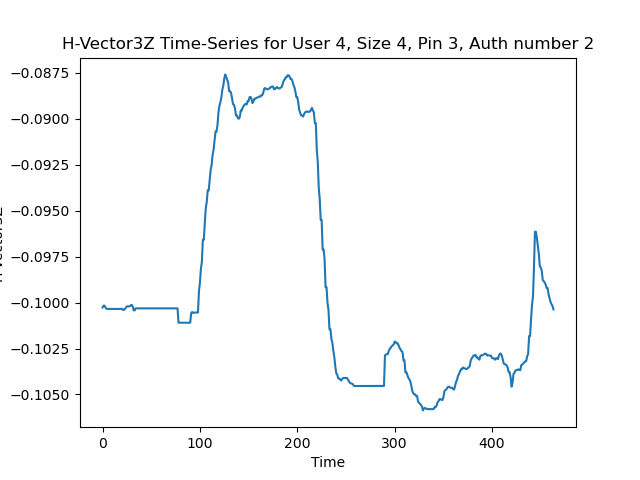 H-Vector3Z Time-Series for User 4, Size 4, Pin 3, Auth number 2
−0.0875
−0.0900
−0.0925
−0.0950
−0.0975
−0.1000
−0.1025
−0.1050
0 100 200 300 400
Time